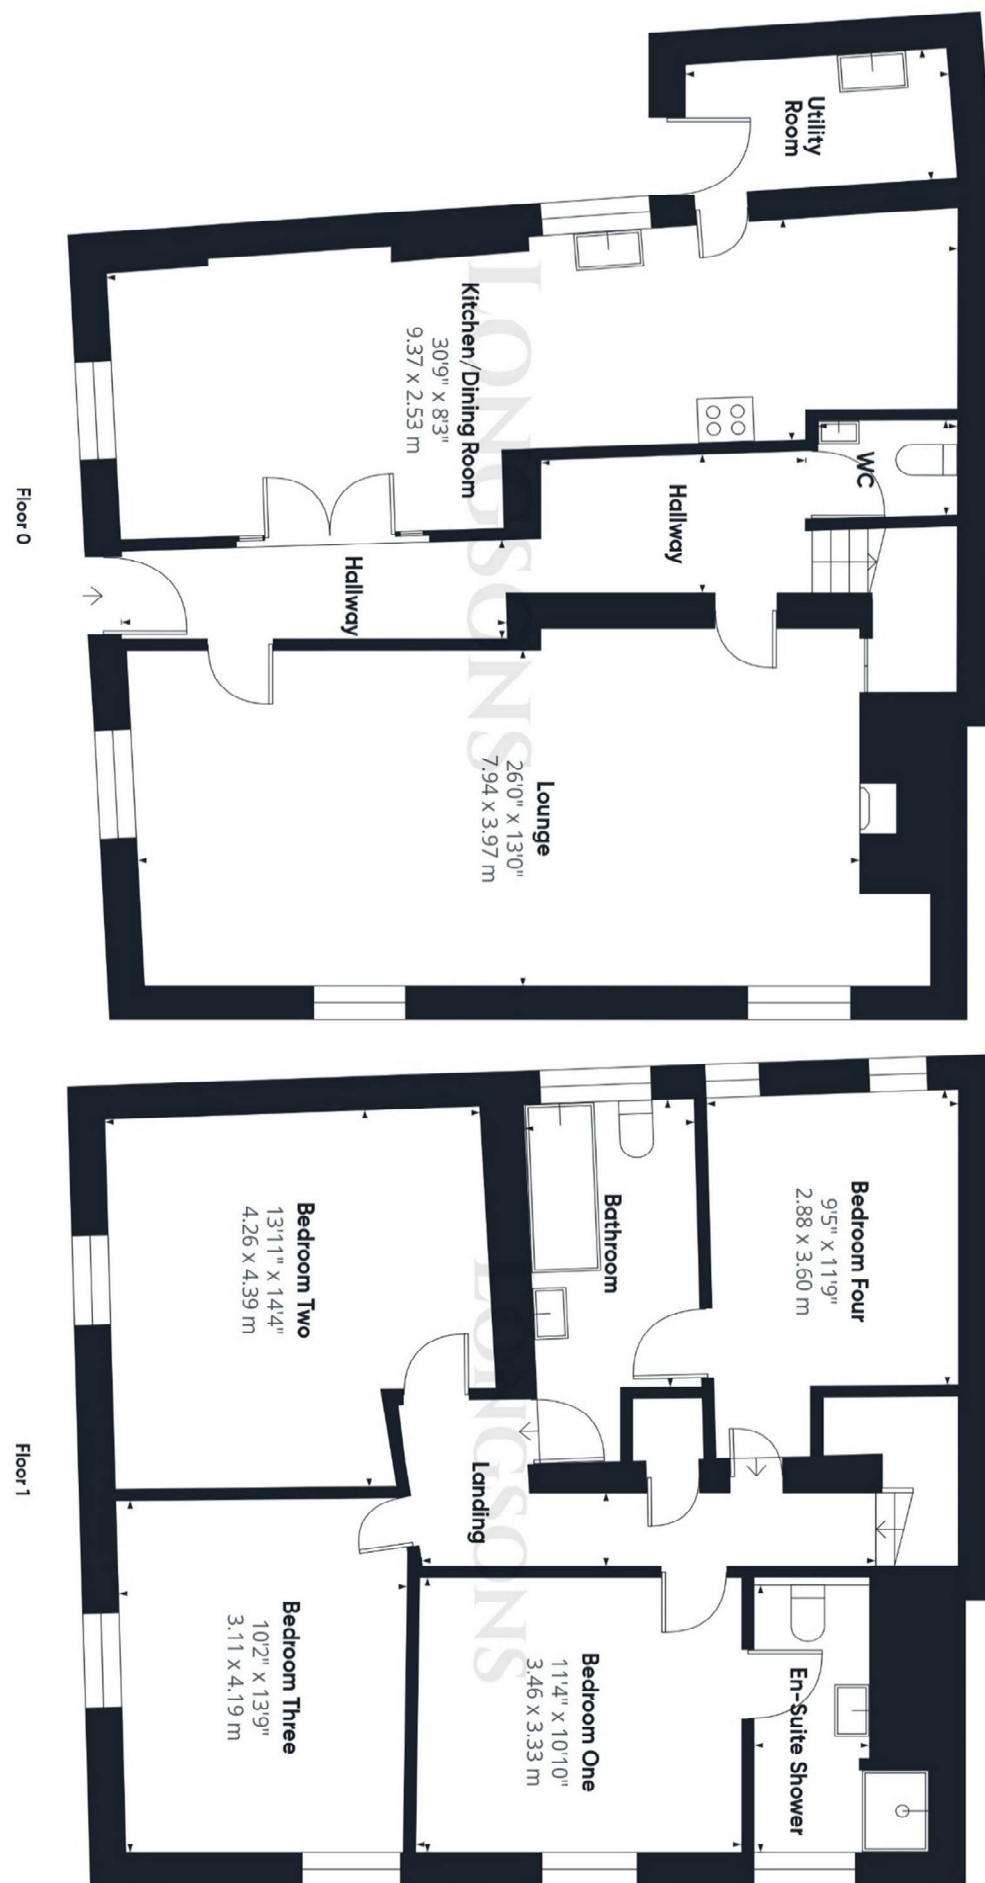 Utility
Room
Kitchen/Dining Room
30'9" x 8'3"
9.37 x 2.53 m
WC
Hallway
Hallway
Lounge
26'0" x 13'0"
7.94 x 3.97 m
LONGSONS
Floor 0
Bedroom Four
9'5" x 11'9"
2.88 x 3.60 m
Bathroom
Bedroom Two
13'11" x 14'4"
4.26 x 4.39 m
Landing
En-Suite Shower
Bedroom One
11'4" x 10'10"
3.46 x 3.33 m
Bedroom Three
10'2" x 13'9"
3.11 x 4.19 m
LONGSONS
Floor 1